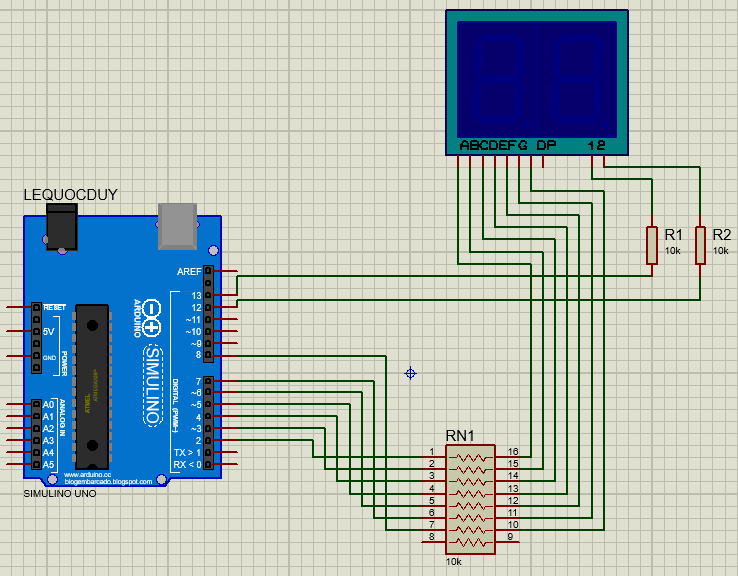 ABCDEFG DP
12
LEQUOCDUY
R1
10k
R2
10k
AREF
13
12
~11
~10
~9
8
7
~6
~5
4
~3
2
TX > 1
RX < 0
RESET
5V
GND
POWER
A0
A1
A2
A3
A4
A5
ANALOG IN
ARDUINO
SIMULINO
DIGITAL (PWM~)
www.arduino.cc
blogembarcado.blogspot.com
SIMULINO UNO
RN1
1 16
2 15
3 14
4 13
5 12
6 11
7 10
8 9
10k